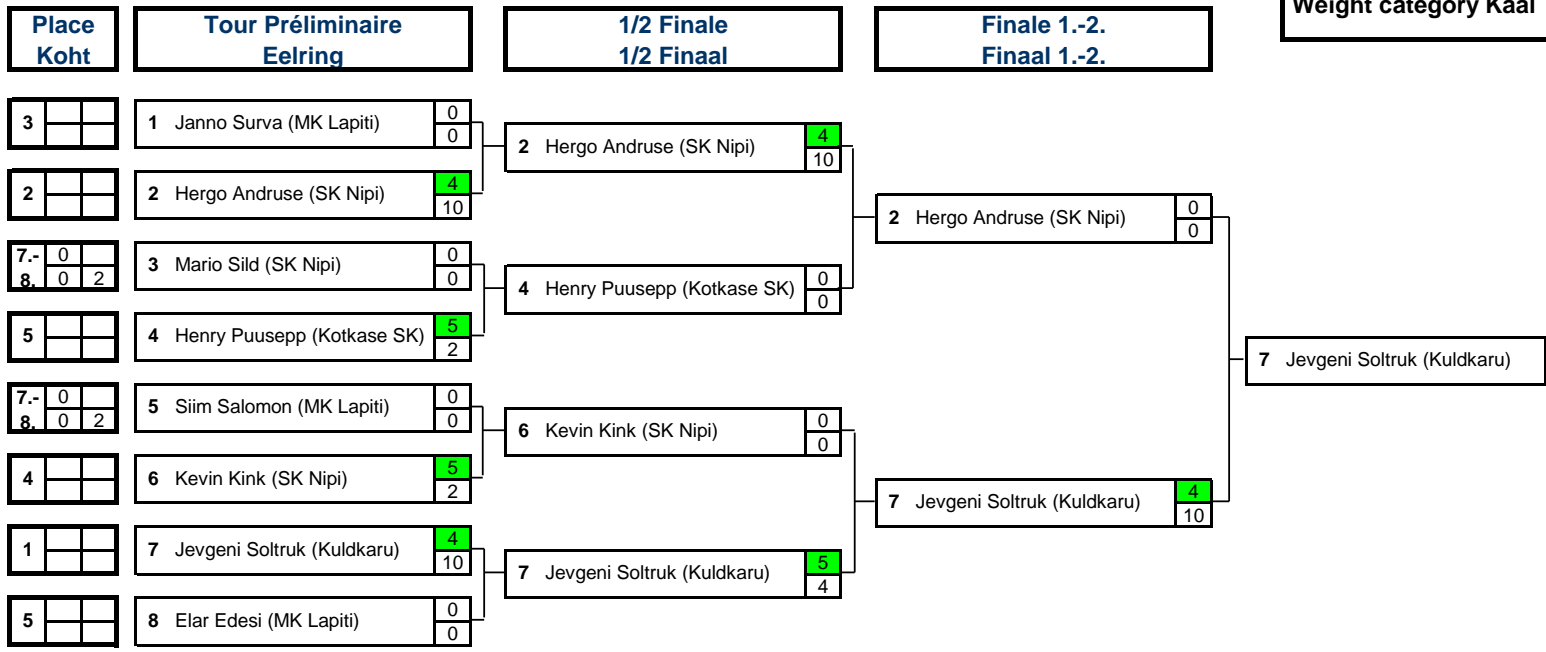 Weight category Kaal
Place
Koht
Tour Préliminaire
Eelring
1/2 Finale
1/2 Finaal
Finale 1.-2.
Finaal 1.-2.
3
1 Janno Surva (MK Lapiti) 0
0
2 Hergo Andruse (SK Nipi) 4
10
2
2 Hergo Andruse (SK Nipi) 4
10
2 Hergo Andruse (SK Nipi) 0
0
7.- 0
8. 0 2
3 Mario Sild (SK Nipi) 0
0
4 Henry Puusepp (Kotkase SK) 0
0
5
4 Henry Puusepp (Kotkase SK) 5
2
7 Jevgeni Soltruk (Kuldkaru)
7.- 0
8. 0 2
5 Siim Salomon (MK Lapiti) 0
0
6 Kevin Kink (SK Nipi) 0
0
4
6 Kevin Kink (SK Nipi) 5
2
7 Jevgeni Soltruk (Kuldkaru) 4
10
1
7 Jevgeni Soltruk (Kuldkaru) 4
10
7 Jevgeni Soltruk (Kuldkaru) 5
4
5
8 Elar Edesi (MK Lapiti) 0
0